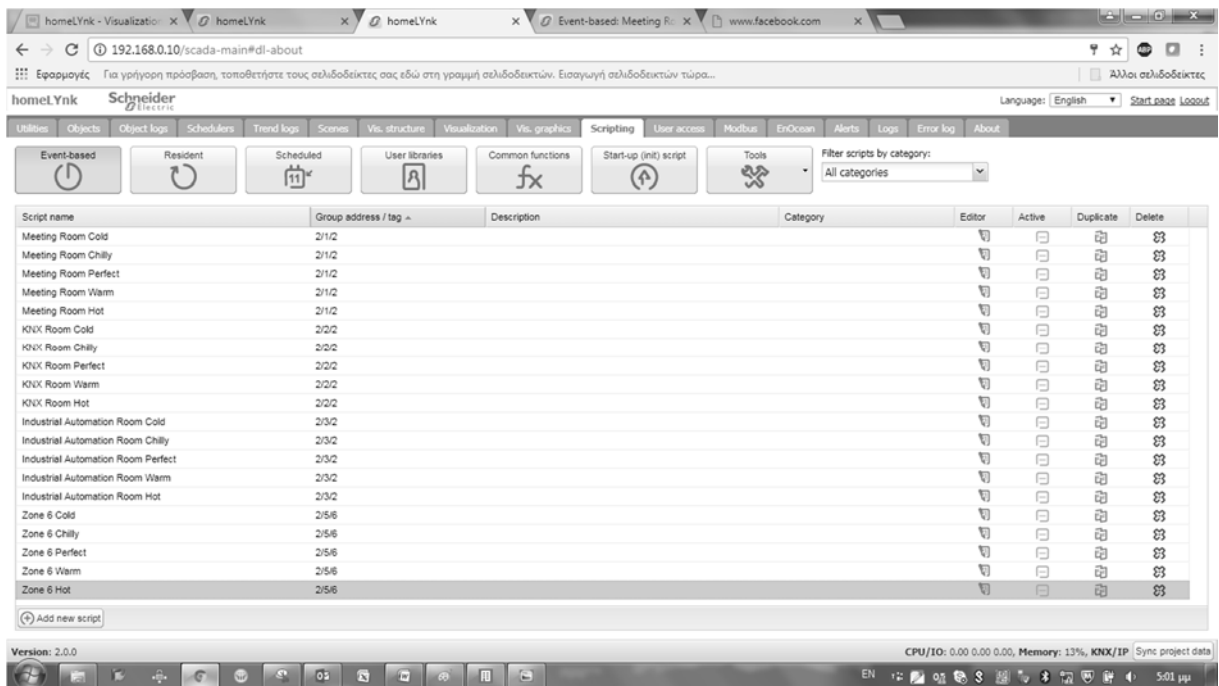 homeLYnk - Visualization
homeLYnk
homeLYnk
Event-based: Meeting Ro
www.facebook.com
192.168.0.10/scada-main#dl-about
ABP
Εφαρμογές Για γρήγορη πρόσβαση, τοποθετήστε τους σελιδοδείκτες σας εδώ στη γραμμή σελιδοδεικτών. Εισαγωγή σελιδοδεικτών τώρα... Άλλοι σελιδοδείκτες
homeLYnk Schneider Electric Language: English Start page Logout
Utilities Objects Object logs Schedulers Trend logs Scenes Vis. structure Visualization Vis. graphics Scripting User access Modbus EnOcean Alerts Logs Error log About
Event-based Resident Scheduled User libraries Common functions Start-up (init) script Tools Filter scripts by category:
11 fx All categories
Script name Group address / tag Description Category Editor Active Duplicate Delete
Meeting Room Cold 2/1/2
Meeting Room Chilly 2/1/2
Meeting Room Perfect 2/1/2
Meeting Room Warm 2/1/2
Meeting Room Hot 2/1/2
KNX Room Cold 2/2/2
KNX Room Chilly 2/2/2
KNX Room Perfect 2/2/2
KNX Room Warm 2/2/2
KNX Room Hot 2/2/2
Industrial Automation Room Cold 2/3/2
Industrial Automation Room Chilly 2/3/2
Industrial Automation Room Perfect 2/3/2
Industrial Automation Room Warm 2/3/2
Industrial Automation Room Hot 2/3/2
Zone 6 Cold 2/5/6
Zone 6 Chilly 2/5/6
Zone 6 Perfect 2/5/6
Zone 6 Warm 2/5/6
Zone 6 Hot 2/5/6
Add new script
Version: 2.0.0 CPU/IO: 0.00 0.00 0.00, Memory: 13%, KNX/IP Sync project data
EN 5:01 μμ